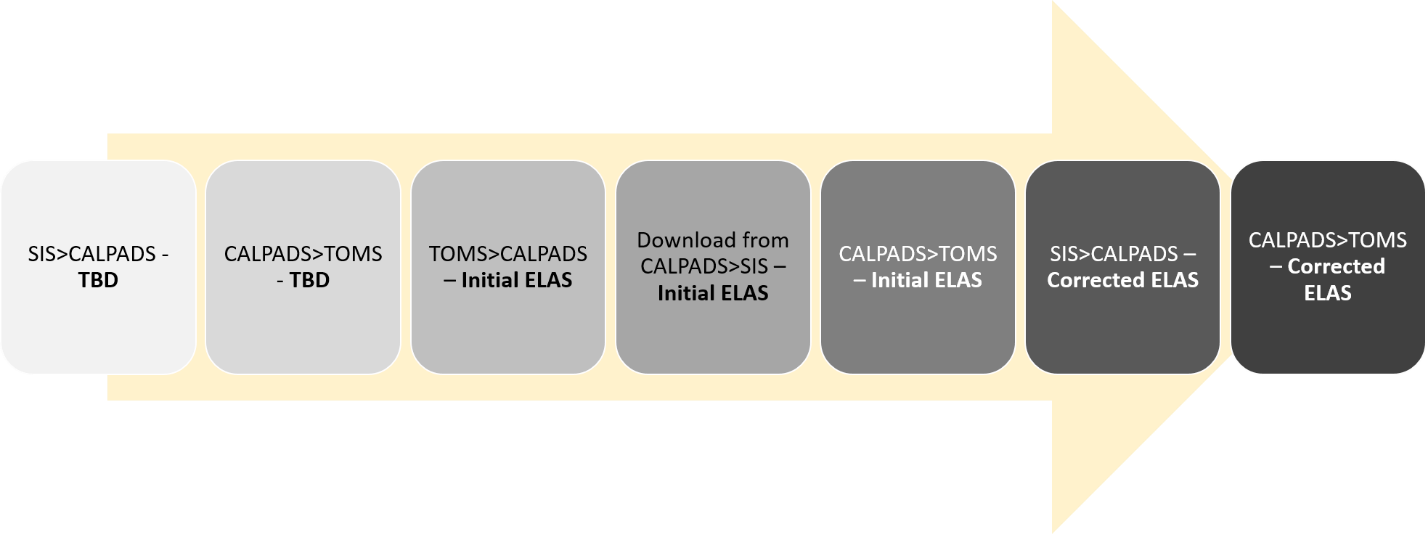 SIS>CALPADS -
TBD
CALPADS>TOMS
- TBD
TOMS>CALPADS
– Initial ELAS
Download from
CALPADS>SIS –
Initial ELAS
CALPADS>TOMS
– Initial ELAS
SIS>CALPADS –
Corrected ELAS
CALPADS>TOMS
– Corrected
ELAS